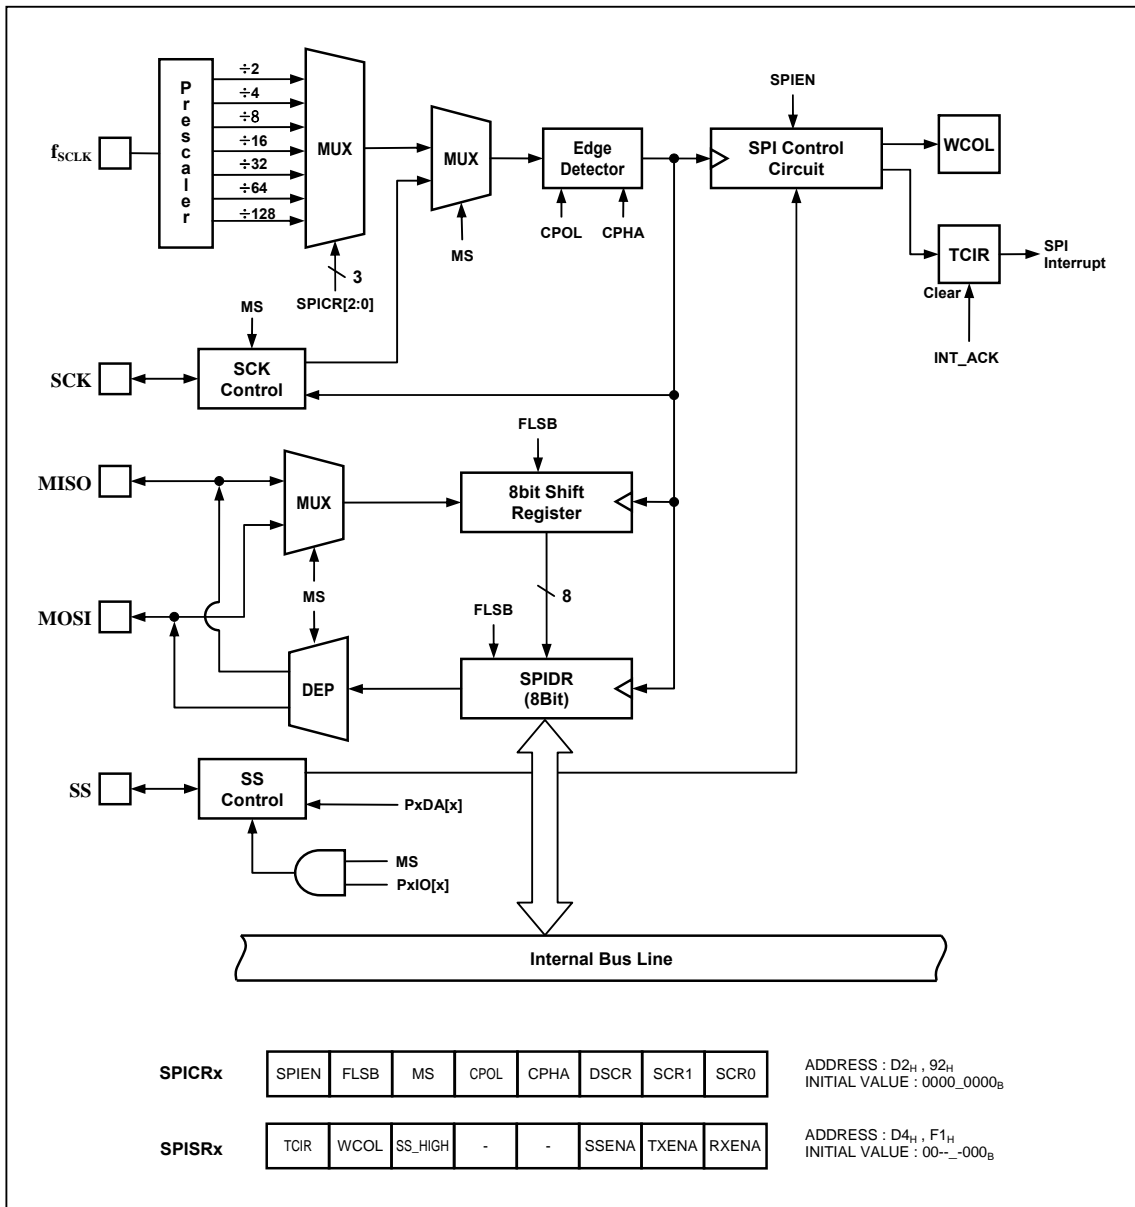 ÷2
÷4
÷8
÷16
÷32
÷64
÷128
Prescaler
fSCLK
MUX
3
SPICR[2:0]
MUX
MS
Edge
Detector
CPOL
CPHA
SPIEN
SPI Control
Circuit
WCOL
TCIR
SPI
Interrupt
Clear
INT_ACK
MS
SCK
SCK
Control
MISO
MUX
FLSB
8bit Shift
Register
MS
8
MOSI
FLSB
DEP
SPIDR
(8Bit)
SS
SS
Control
PxDA[x]
MS
PxIO[x]
Internal Bus Line
SPICRx SPIEN FLSB MS CPOL CPHA DSCR SCR1 SCR0
ADDRESS : D2H , 92H
INITIAL VALUE : 0000_0000B
SPISRx TCIR WCOL SS_HIGH - - SSENA TXENA RXENA
ADDRESS : D4H , F1H
INITIAL VALUE : 00--_-000B